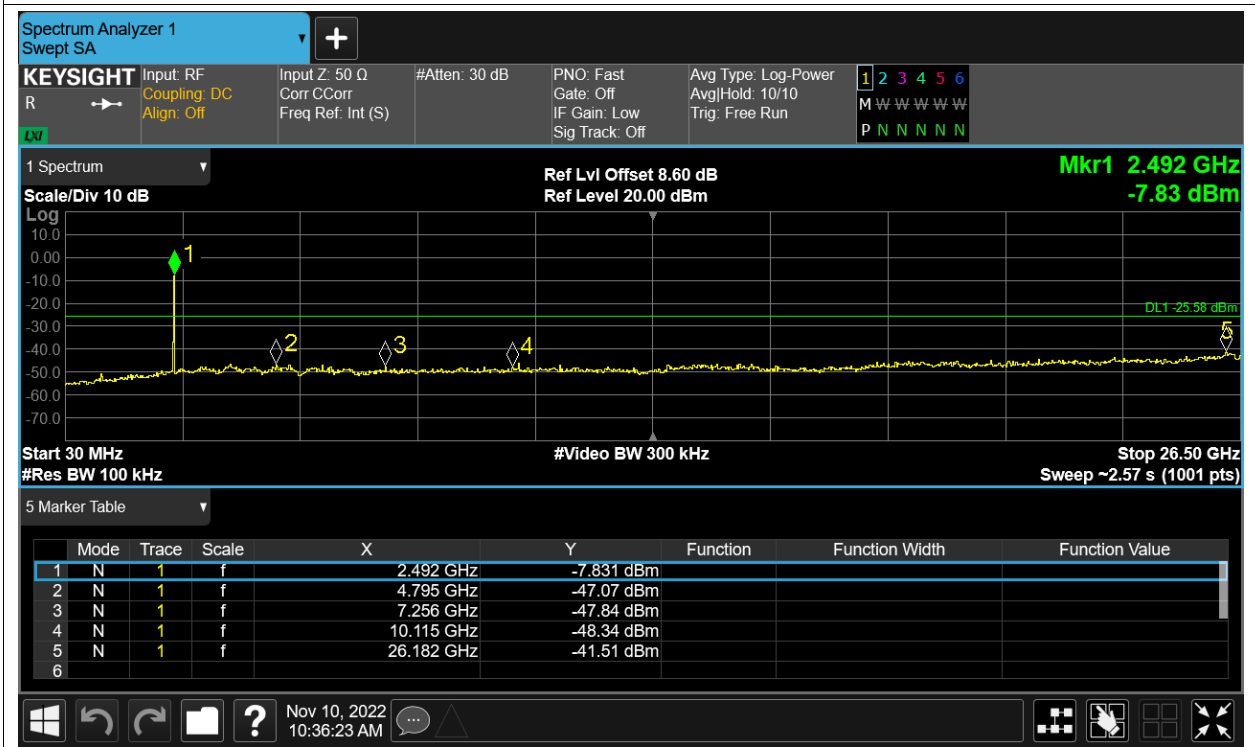 Spectrum Analyzer 1
Swept SA
KEYSIGHT
R
LXI
Input: RF
Coupling: DC
Align: Off
Input Z: 50 Ω
Corr CCorr
Freq Ref: Int (S)
#Atten: 30 dB
PNO: Fast
Gate: Off
IF Gain: Low
Sig Track: Off
Avg Type: Log-Power
Avg|Hold: 10/10
Trig: Free Run
1 2 3 4 5 6
M W W W W W
P N N N N N
1 Spectrum
Scale/Div 10 dB
Ref Lvl Offset 8.60 dB
Ref Level 20.00 dBm
Mkr1 2.492 GHz
-7.83 dBm
Log
10.0
0.00
-10.0
-20.0
-30.0
-40.0
-50.0
-60.0
-70.0
1
2
3
4
5
DL1 -25.58 dBm
Start 30 MHz
#Res BW 100 kHz
#Video BW 300 kHz
Stop 26.50 GHz
Sweep ~2.57 s (1001 pts)
5 Marker Table
Mode Trace Scale X Y Function Function Width Function Value
1 N 1 f 2.492 GHz -7.831 dBm
2 N 1 f 4.795 GHz -47.07 dBm
3 N 1 f 7.256 GHz -47.84 dBm
4 N 1 f 10.115 GHz -48.34 dBm
5 N 1 f 26.182 GHz -41.51 dBm
6
?
Nov 10, 2022
10:36:23 AM